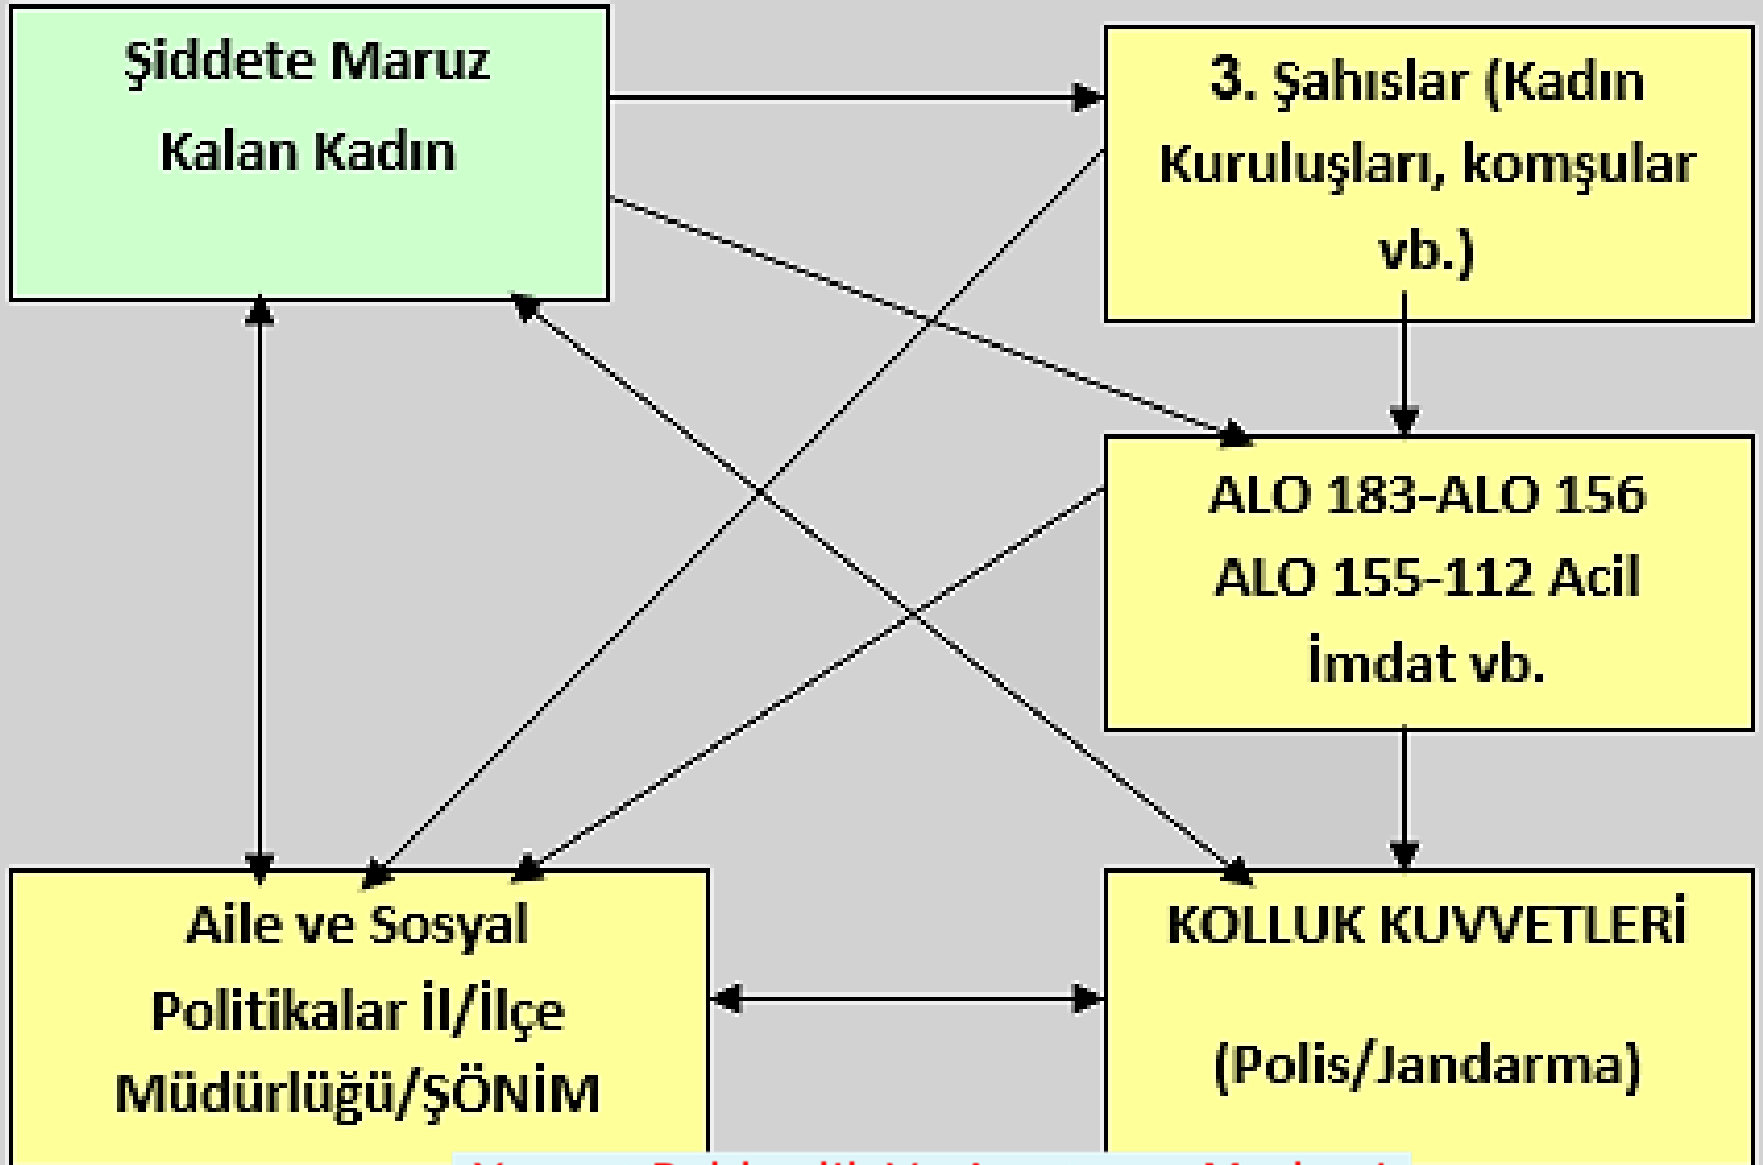 Şiddete Maruz
Kalan Kadın
3. Şahıslar (Kadın
Kuruluşları, komşular
vb.)
ALO 183-ALO 156
ALO 155-112 Acil
İmdat vb.
Aile ve Sosyal
Politikalar İl/İlçe
Müdürlüğü/ŞÖNİM
KOLLUK KUVVETLERİ
(Polis/Jandarma)